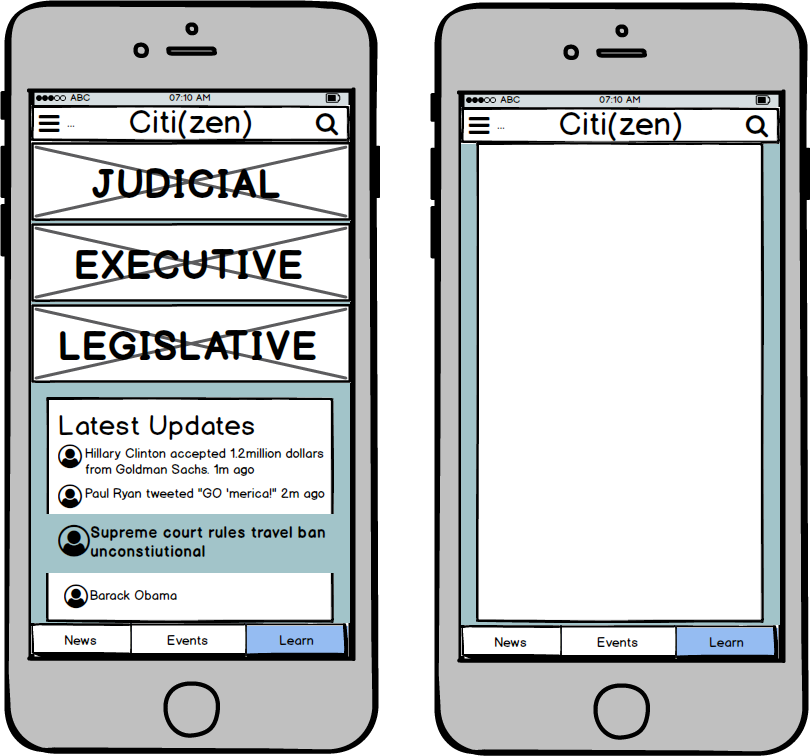 ABC 07:10 AM
... Citi(zen)
JUDICIAL
EXECUTIVE
LEGISLATIVE
Latest Updates
Hillary Clinton accepted 1.2million dollars
from Goldman Sachs. 1m ago
Paul Ryan tweeted "GO 'merica!" 2m ago
Supreme court rules travel ban
unconstiutional
Barack Obama
News Events Learn
ABC 07:10 AM
... Citi(zen)
News Events Learn